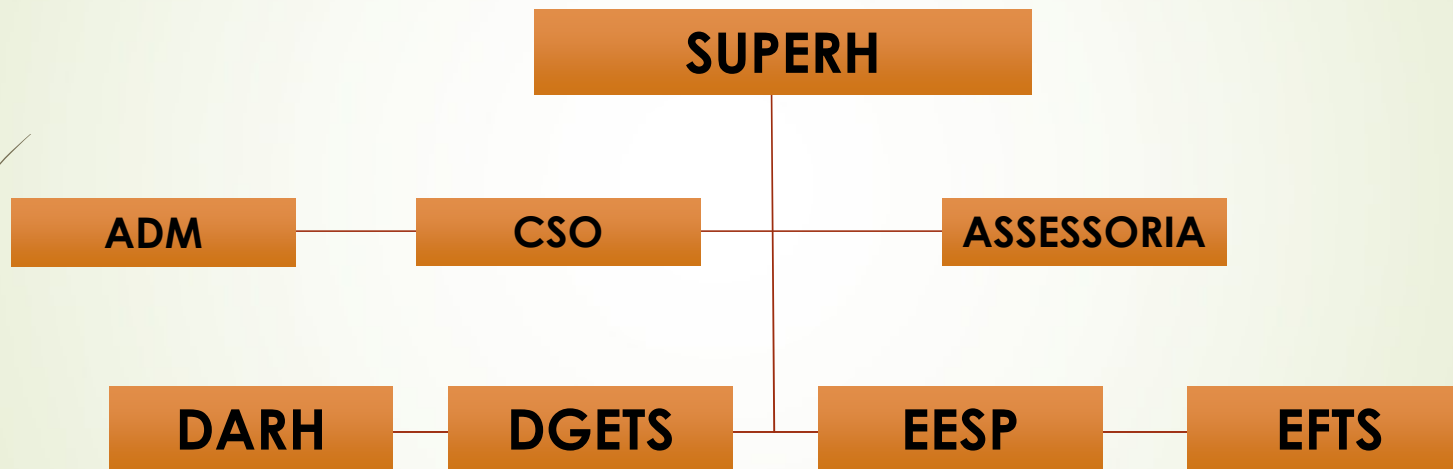 SUPERH
ADM
CSO
ASSESSORIA
DARH
DGETS
EESP
EFTS